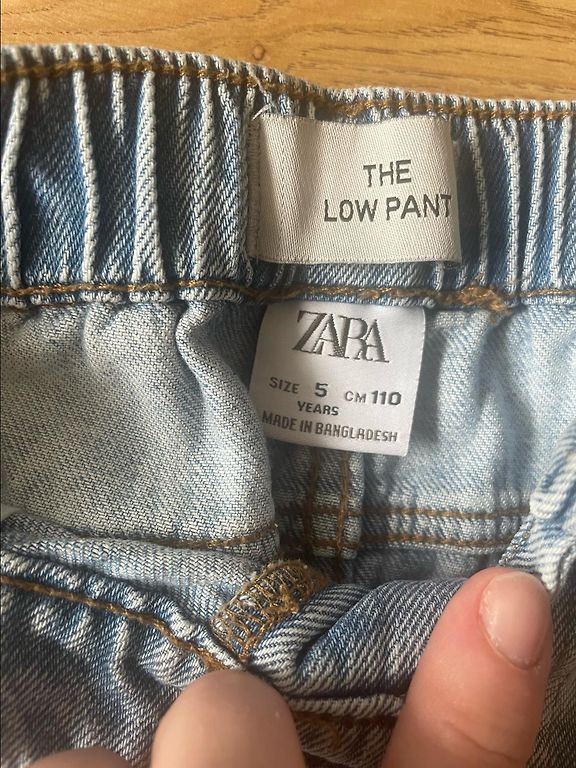 THE
LOW PANT
ZARA
SIZE 5 CM 110
YEARS
MADE IN BANGLADESH